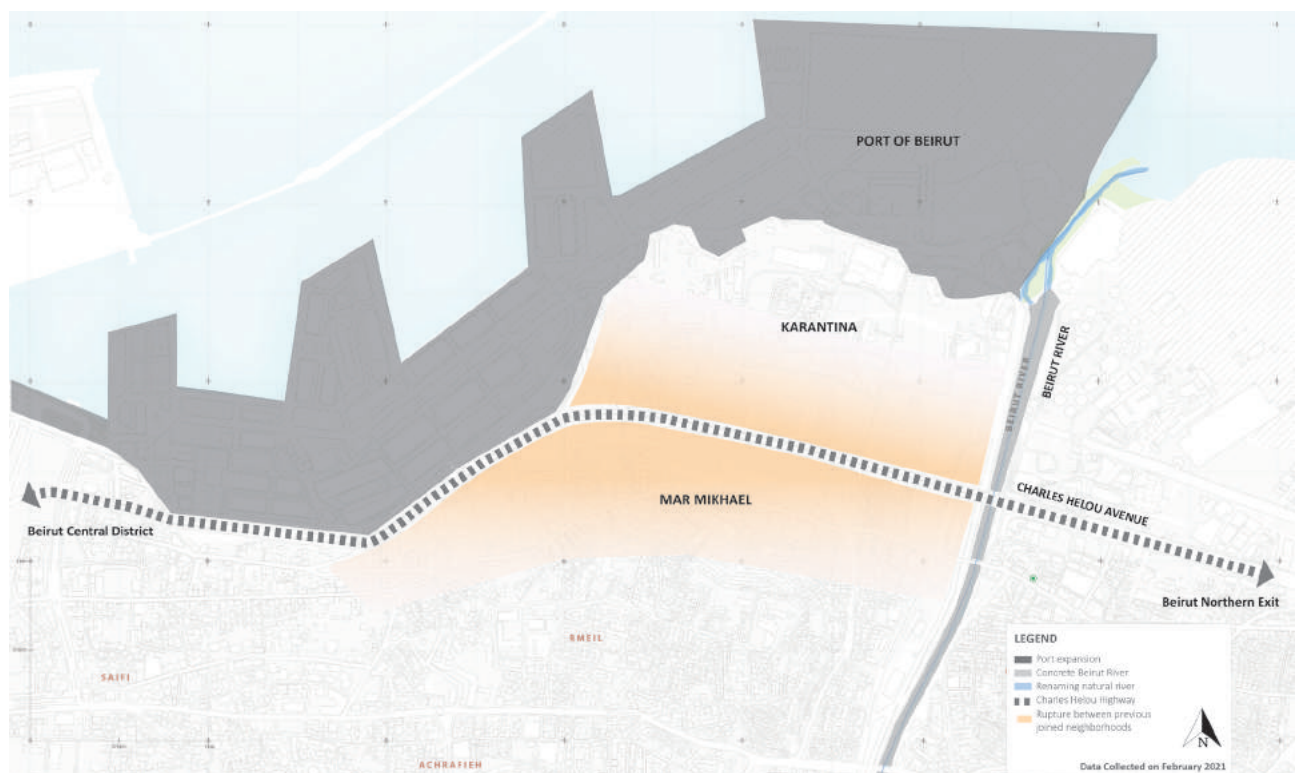 PORT OF BEIRUT
KARANTINA
BEIRUT RIVER
BEIRUT RIVER
MAR MIKHAEL
CHARLES HELOU AVENUE
Beirut Central District
Beirut Northern Exit
RMEIL
SAIFI
ACHRAFIEH
LEGEND
Port expansion
Concrete Beirut River
Renaming natural river
Charles Helou Highway
Rupture between previous
joined neighborhoods
N
Data Collected on February 2021